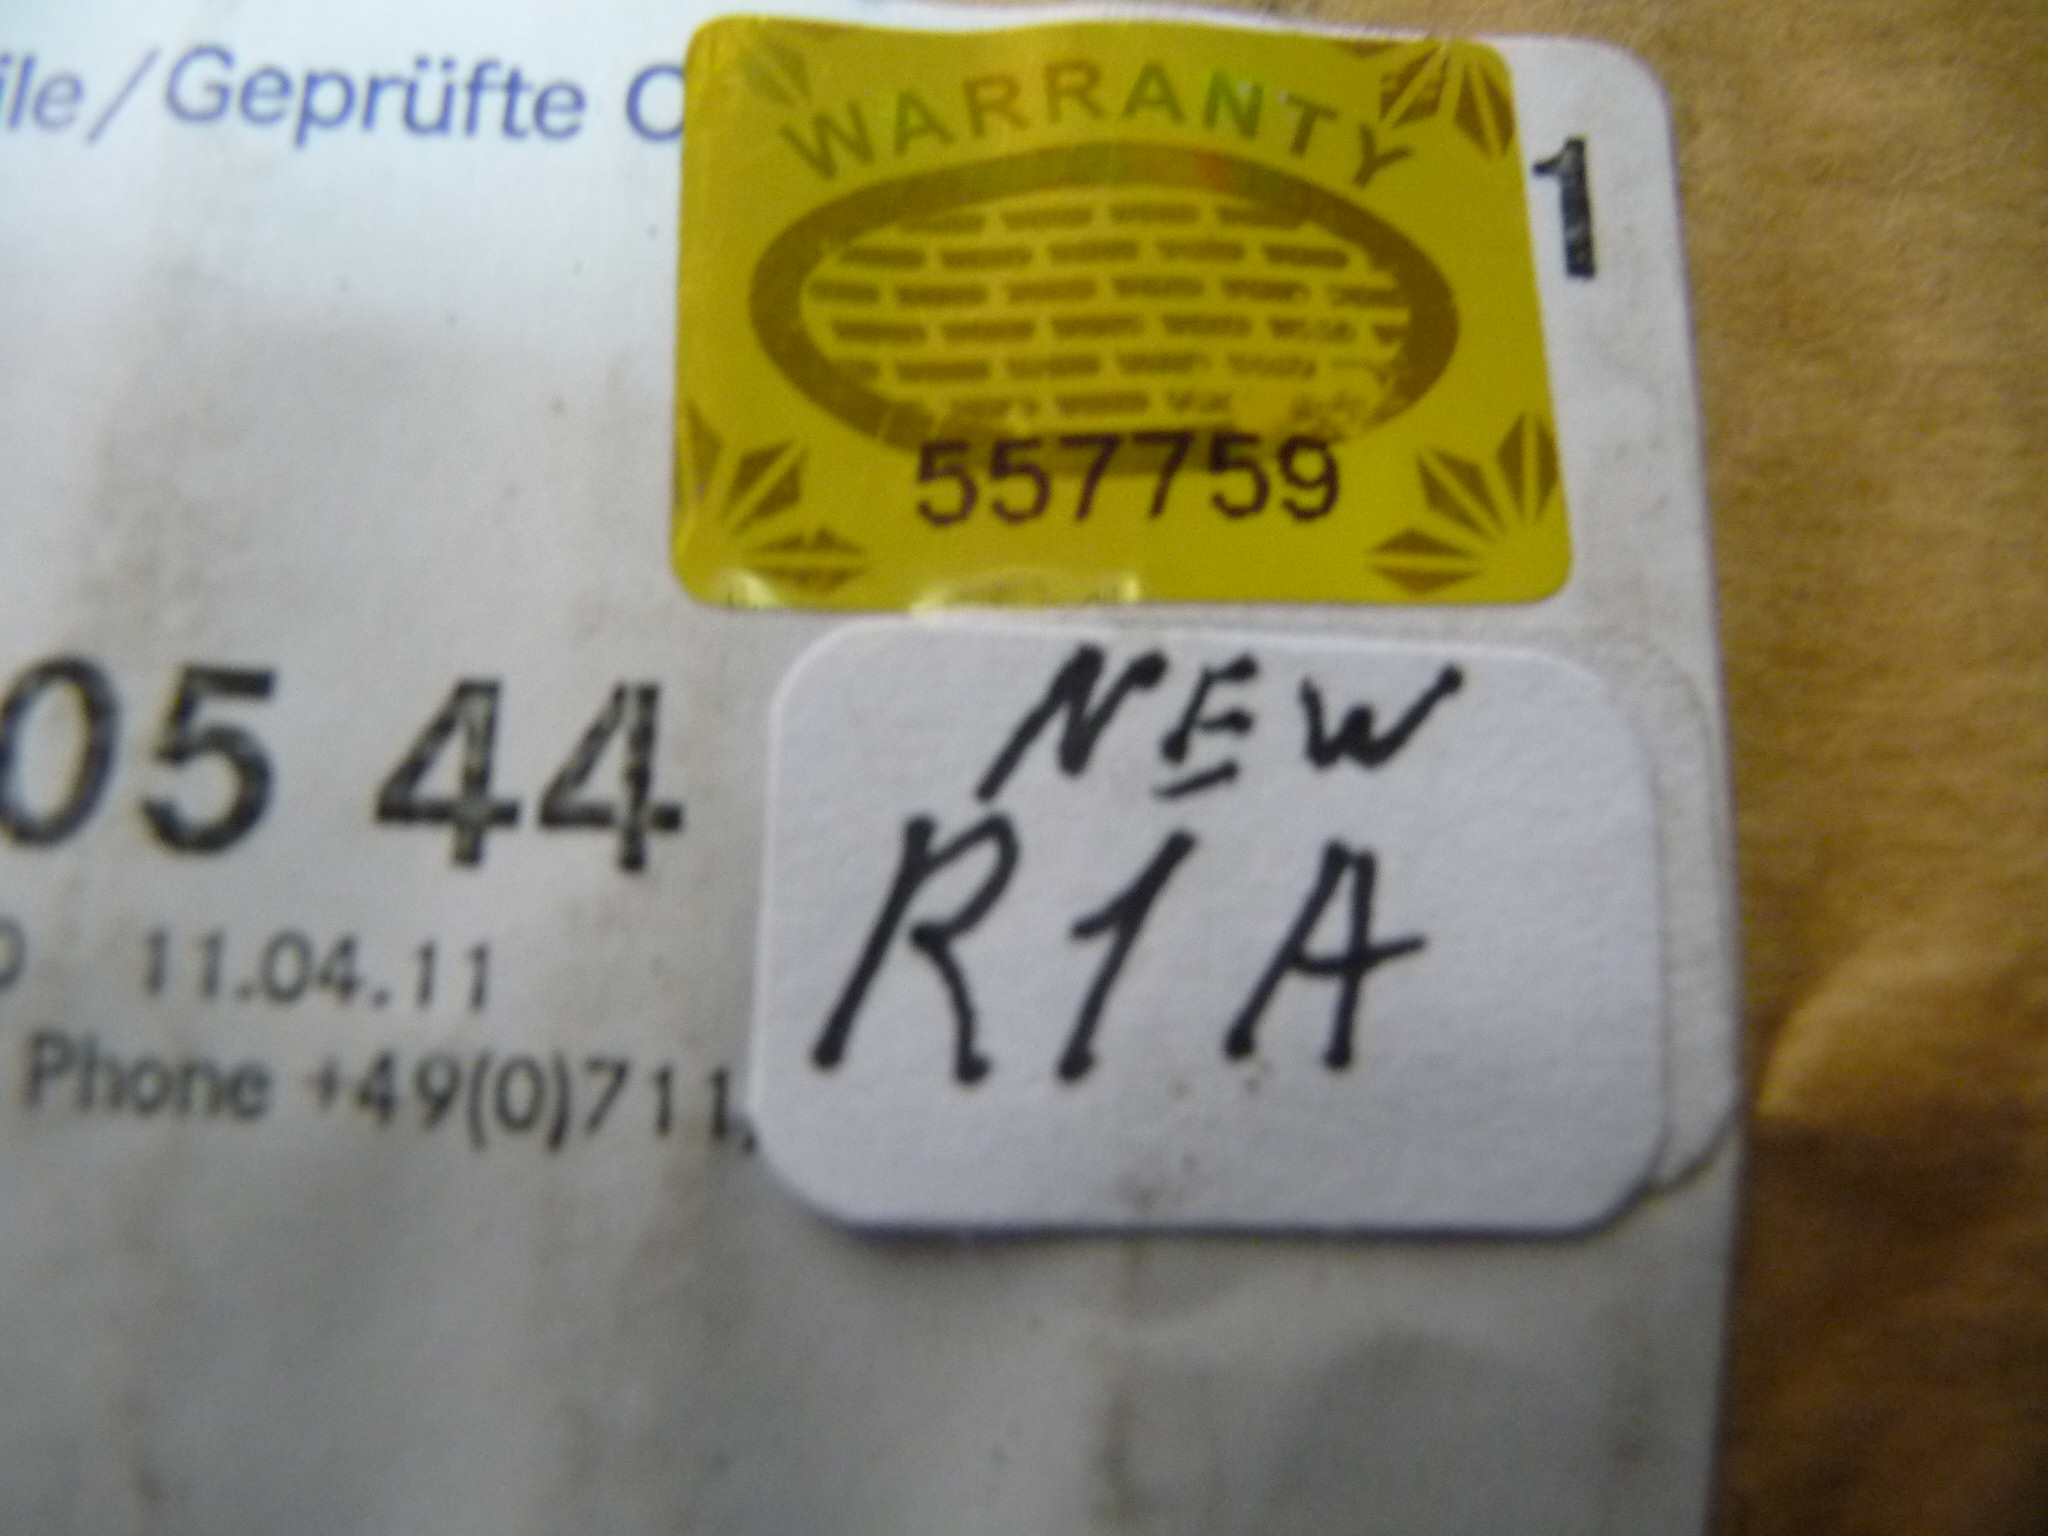 ile/Geprüfte O
WARRANTY
1
557759
05 44
NEW
R1A
11.04.11
Phone +49(0)711